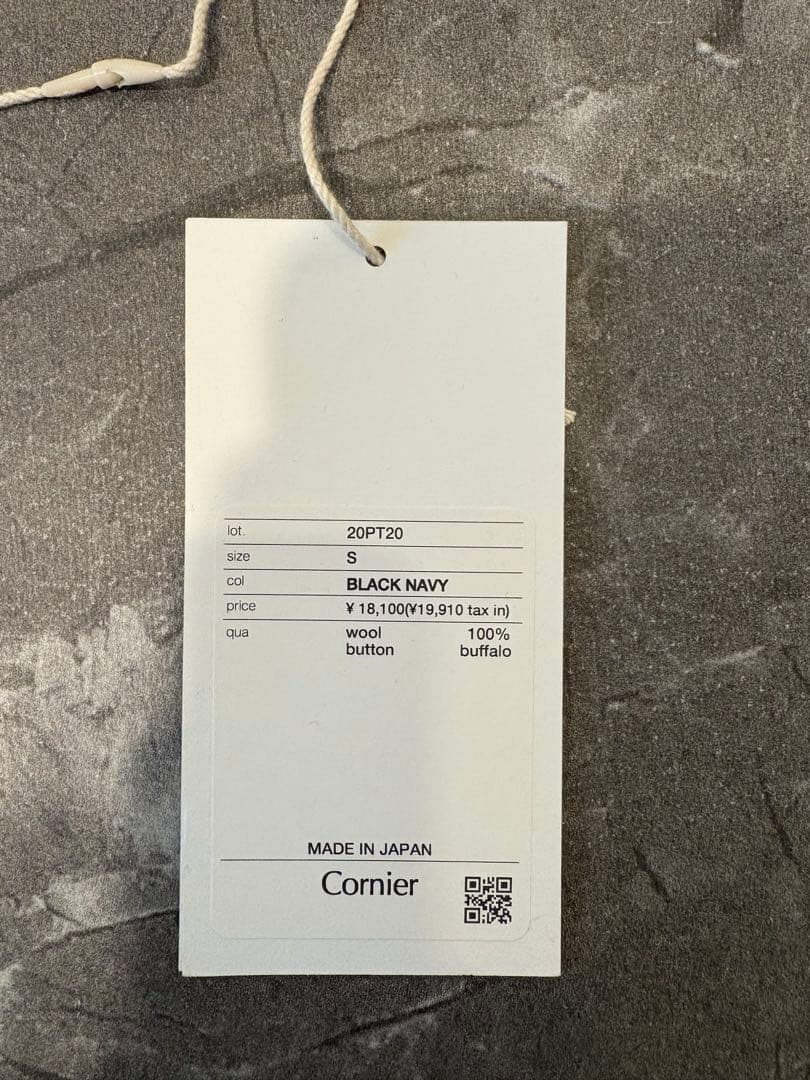 lot. 20PT20
size S
col BLACK NAVY
price ¥ 18,100(¥19,910 tax in)
qua wool 100%
button buffalo
MADE IN JAPAN
Cornier